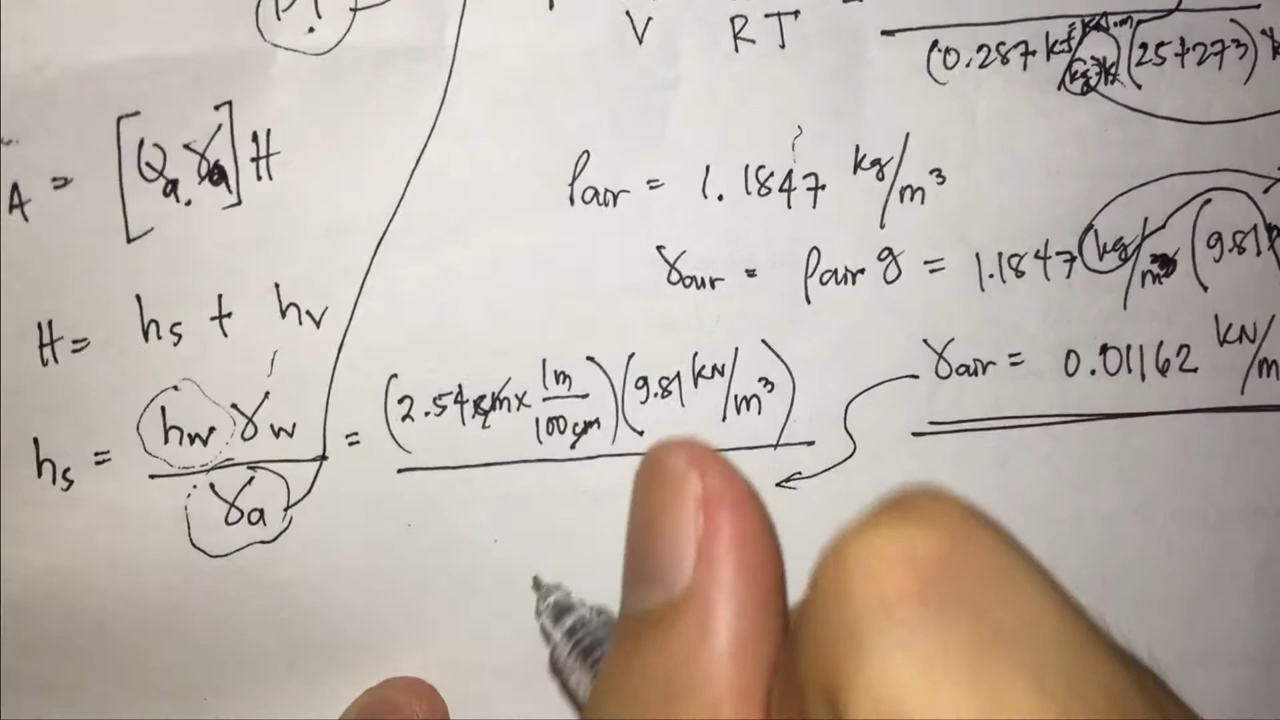 V RT
(0.287 kJ (25+273)
A = [Qa γa] H
ρair = 1.1847 kg/m³
γair = ρair g = 1.1847 kg/m³ (9.81
H = hs + hv
γair = 0.01162 kN/m
hs = hw γw / γa = (2.54 cm x 1m/100cm)(9.81 kN/m³)